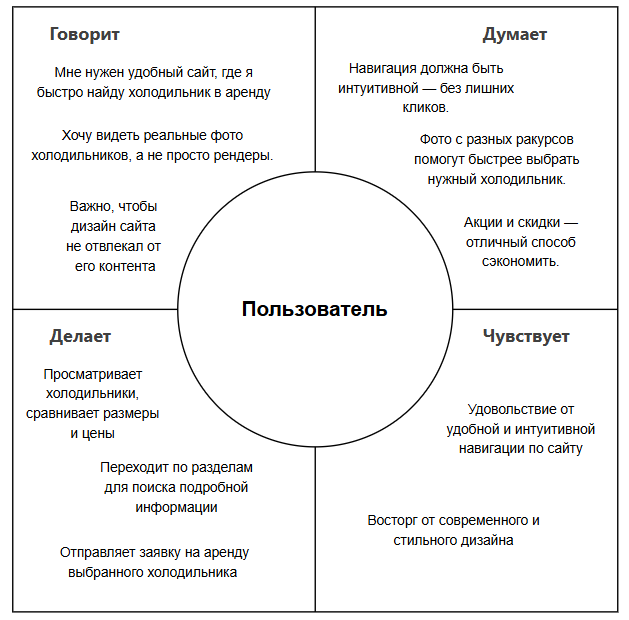 Говорит
Мне нужен удобный сайт, где я
быстро найду холодильник в аренду
Хочу видеть реальные фото
холодильников, а не просто рендеры.
Важно, чтобы
дизайн сайта
не отвлекал от
его контента
Думает
Навигация должна быть
интуитивной — без лишних
кликов.
Фото с разных ракурсов
помогут быстрее выбрать
нужный холодильник.
Акции и скидки —
отличный способ
сэкономить.
Пользователь
Делает
Просматривает
холодильники,
сравнивает размеры
и цены
Переходит по разделам
для поиска подробной
информации
Отправляет заявку на аренду
выбранного холодильника
Чувствует
Удовольствие от
удобной и интуитивной
навигации по сайту
Восторг от современного и
стильного дизайна